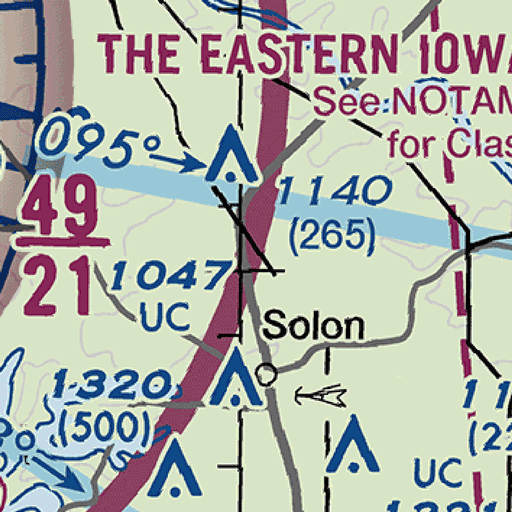 THE EASTERN IOWA
See NOTAM
for Clas
095°
1140
(265)
49
21
1047
UC
Solon
1320
(500)
UC